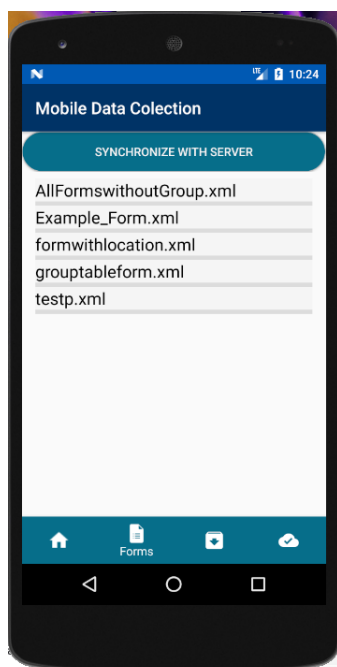 LTE 10:24
Mobile Data Colection
SYNCHRONIZE WITH SERVER
AllFormswithoutGroup.xml
Example_Form.xml
formwithlocation.xml
grouptableform.xml
testp.xml
Forms